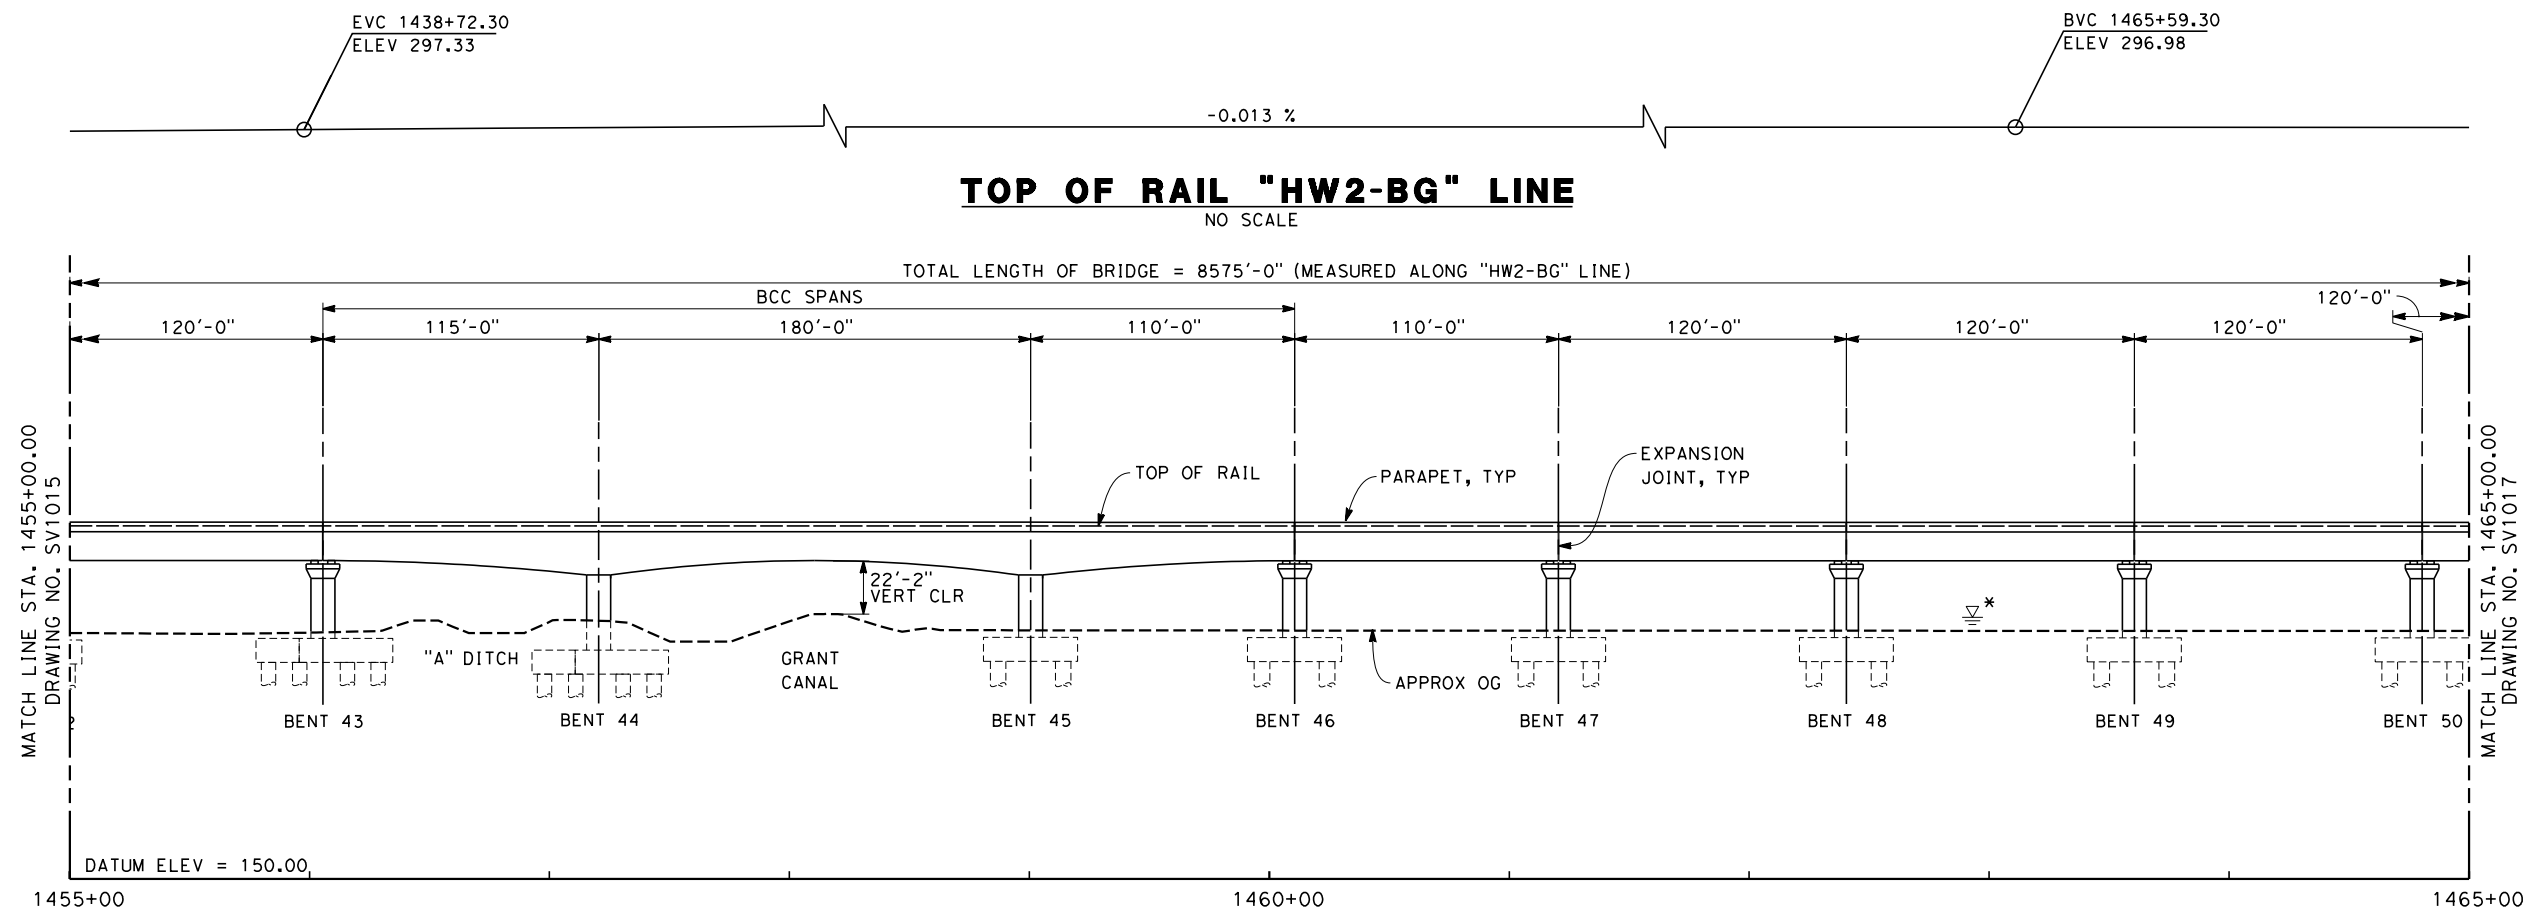 EVC 1438+72.30
ELEV 297.33
BVC 1465+59.30
ELEV 296.98
-0.013 %
TOP OF RAIL "HW2-BG" LINE
NO SCALE
TOTAL LENGTH OF BRIDGE = 8575'-0" (MEASURED ALONG "HW2-BG" LINE)
BCC SPANS
120'-0"
120'-0"
115'-0"
180'-0"
110'-0"
110'-0"
120'-0"
120'-0"
120'-0"
MATCH LINE STA. 1455+00.00
DRAWING NO. SV1015
TOP OF RAIL
PARAPET, TYP
EXPANSION
JOINT, TYP
MATCH LINE STA. 1465+00.00
DRAWING NO. SV1017
22'-2"
VERT CLR
*
"A" DITCH
GRANT
CANAL
APPROX OG
BENT 43
BENT 44
BENT 45
BENT 46
BENT 47
BENT 48
BENT 49
BENT 50
DATUM ELEV = 150.00
1455+00
1460+00
1465+00